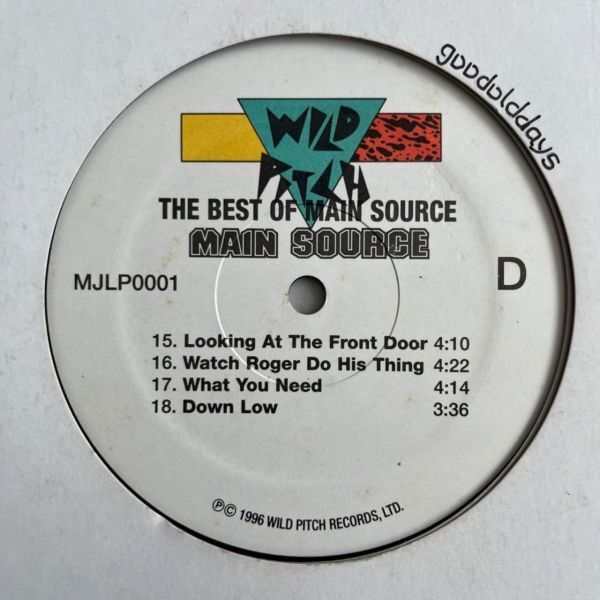 goodolddays
WILD
PITCH
THE BEST OF MAIN SOURCE
MAIN SOURCE
MJLP0001
D
15. Looking At The Front Door 4:10
16. Watch Roger Do His Thing 4:22
17. What You Need 4:14
18. Down Low 3:36
℗© 1996 WILD PITCH RECORDS, LTD.